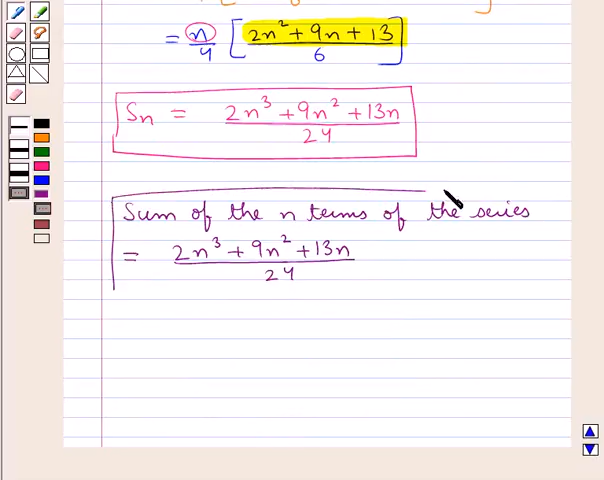 = n/4 [ (2n² + 9n + 13)/6 ]
Sn = (2n³ + 9n² + 13n)/24
Sum of the n terms of the series
= (2n³ + 9n² + 13n)/24